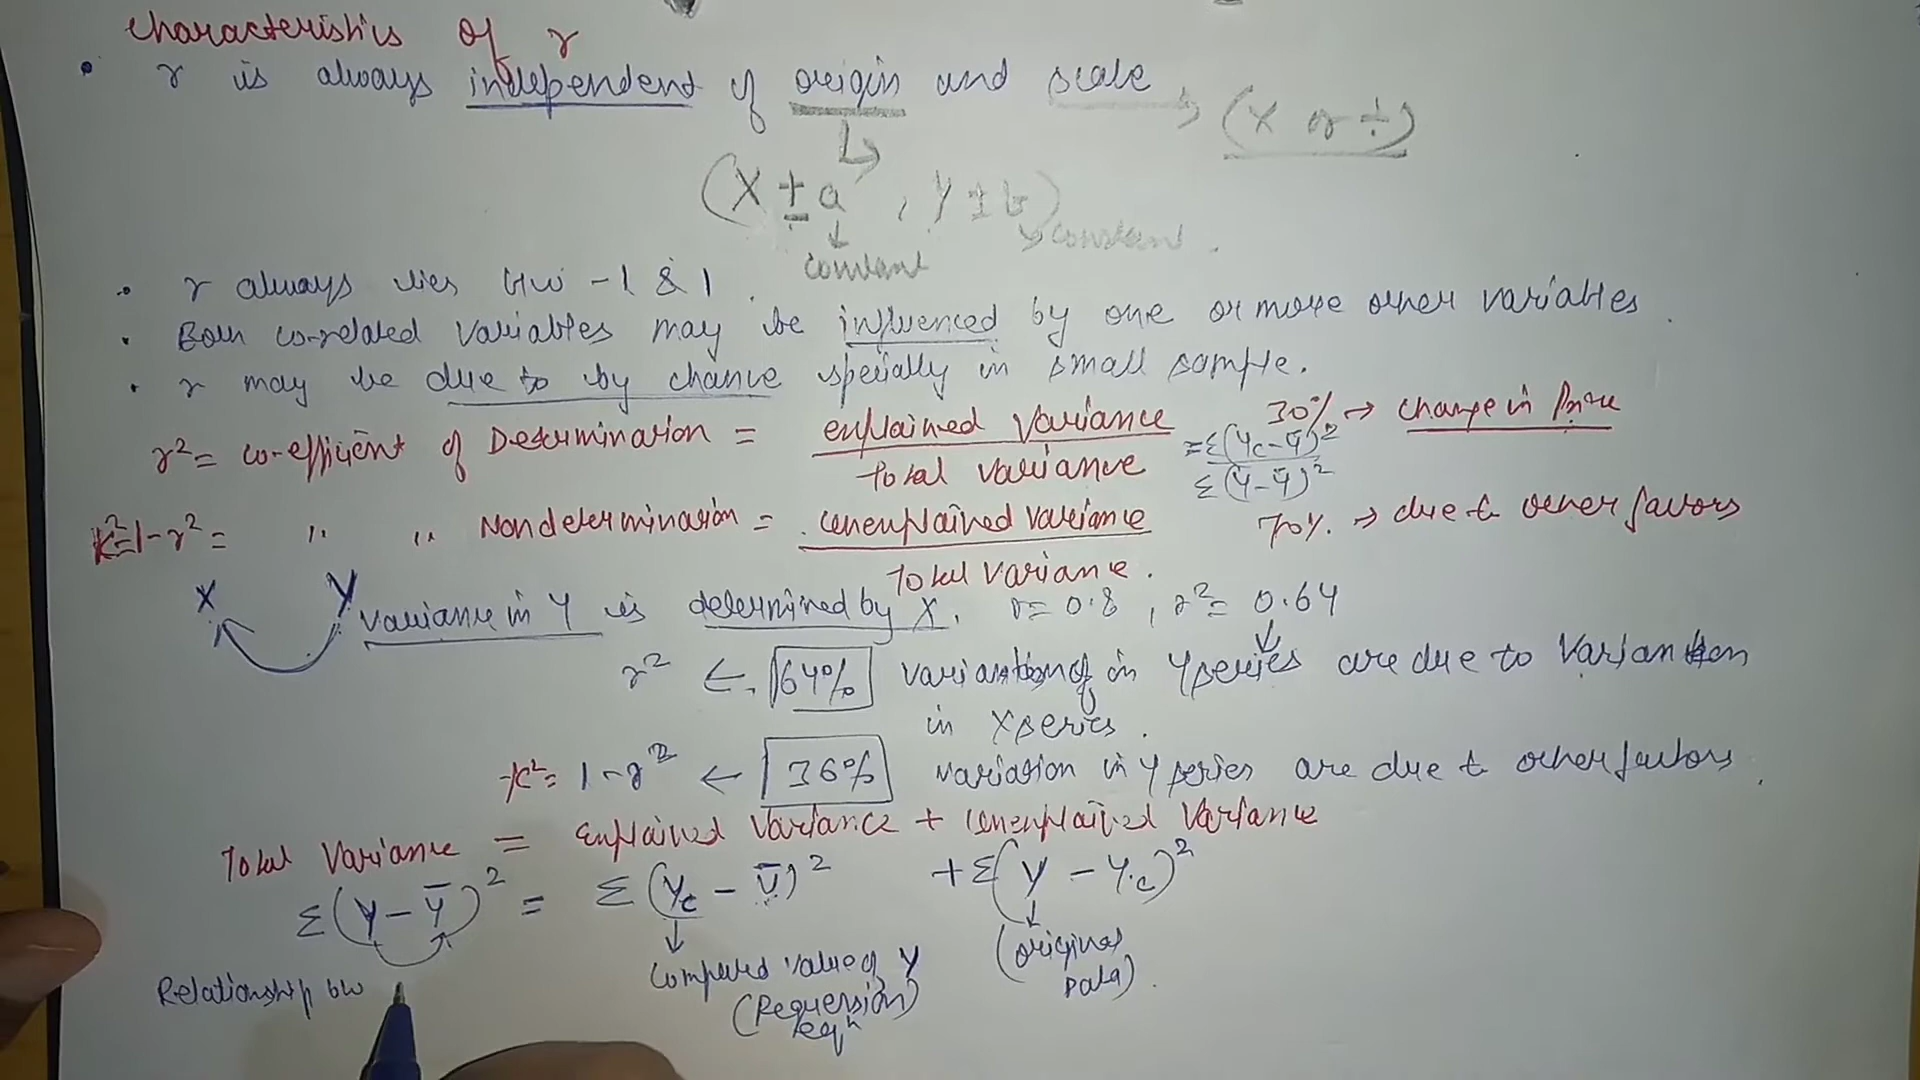 Characteristics of r
• r is always independent of origin and scale → (X or ÷)
(X ± a , Y ± b)
constant
constant .
• r always lies b/w -1 & 1 .
• Both co-related variables may be influenced by one or more other variables .
• r may be due to by chance specially in small sample.
30% → change in Price
r² = co-efficient of Determination = explained Variance / Total Variance = Σ(Yc-Ȳ)² / Σ(Y-Ȳ)²
K²=1-r² = " " Nondetermination = unexplained Variance / Total Variance .
70% → due to other factors
X Y
Variance in Y is determined by X. r= 0.8 , r²= 0.64
r² ← 64% variation in Y series are due to Variation
in X series .
K²= 1-r² ← 36% variation in Y series are due to other factors .
Total Variance = Explained Variance + Unexplained Variance
Σ(Y-Ȳ)² = Σ(Yc-Ȳ)² + Σ(Y-Yc)²
Computed value of Y
(Regression eqⁿ)
(original Data) .
Relationship bw